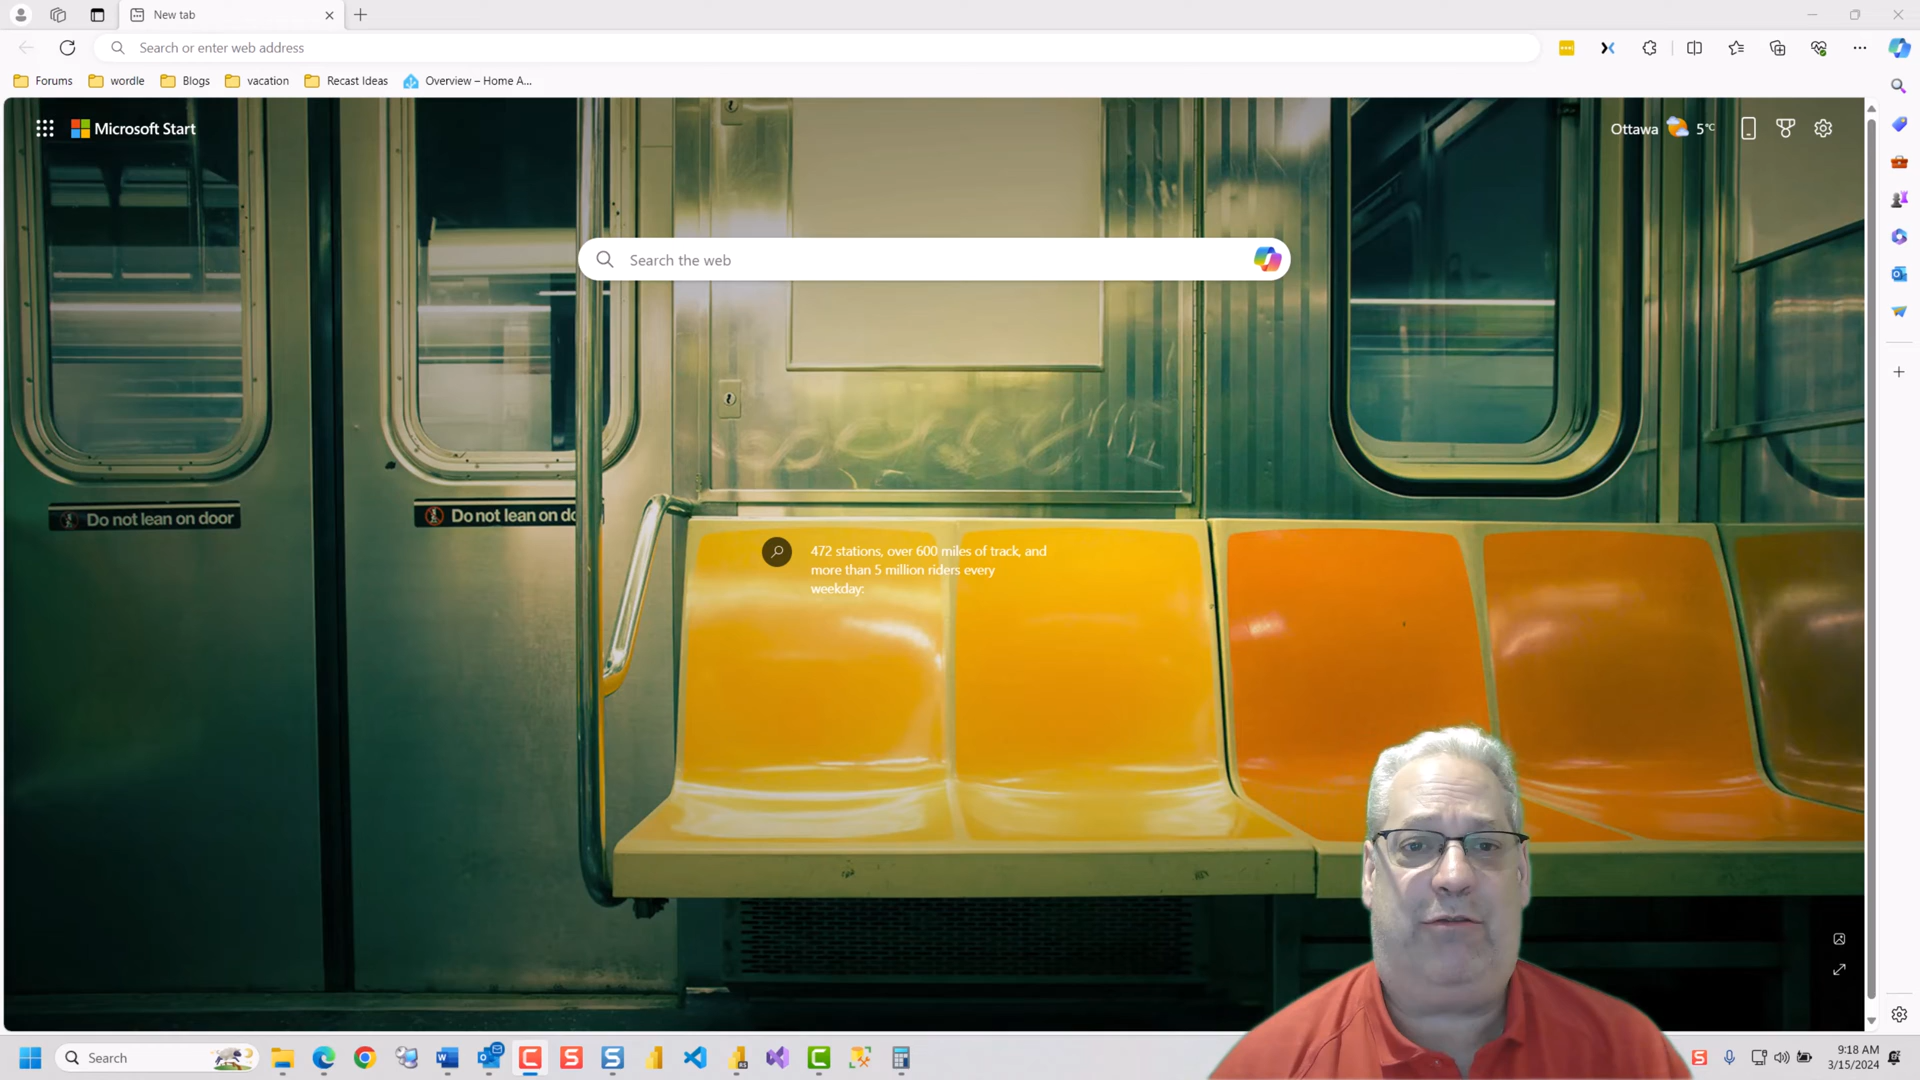 New tab
Search or enter web address
Forums
wordle
Blogs
vacation
Recast Ideas
Overview – Home A...
Microsoft Start
Ottawa
5°C
Search the web
Do not lean on door
Do not lean on do
472 stations, over 600 miles of track, and
more than 5 million riders every
weekday:
Search
9:18 AM
3/15/2024